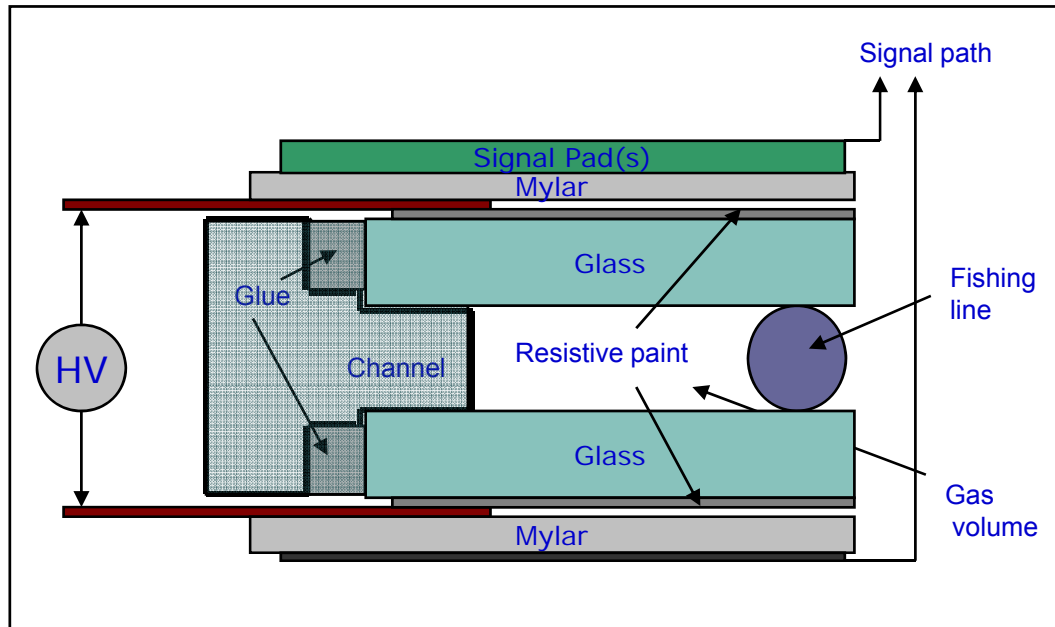 Signal path
Signal Pad(s)
Mylar
Glass
Glue
Fishing
line
HV
Channel
Resistive paint
Glass
Gas
volume
Mylar